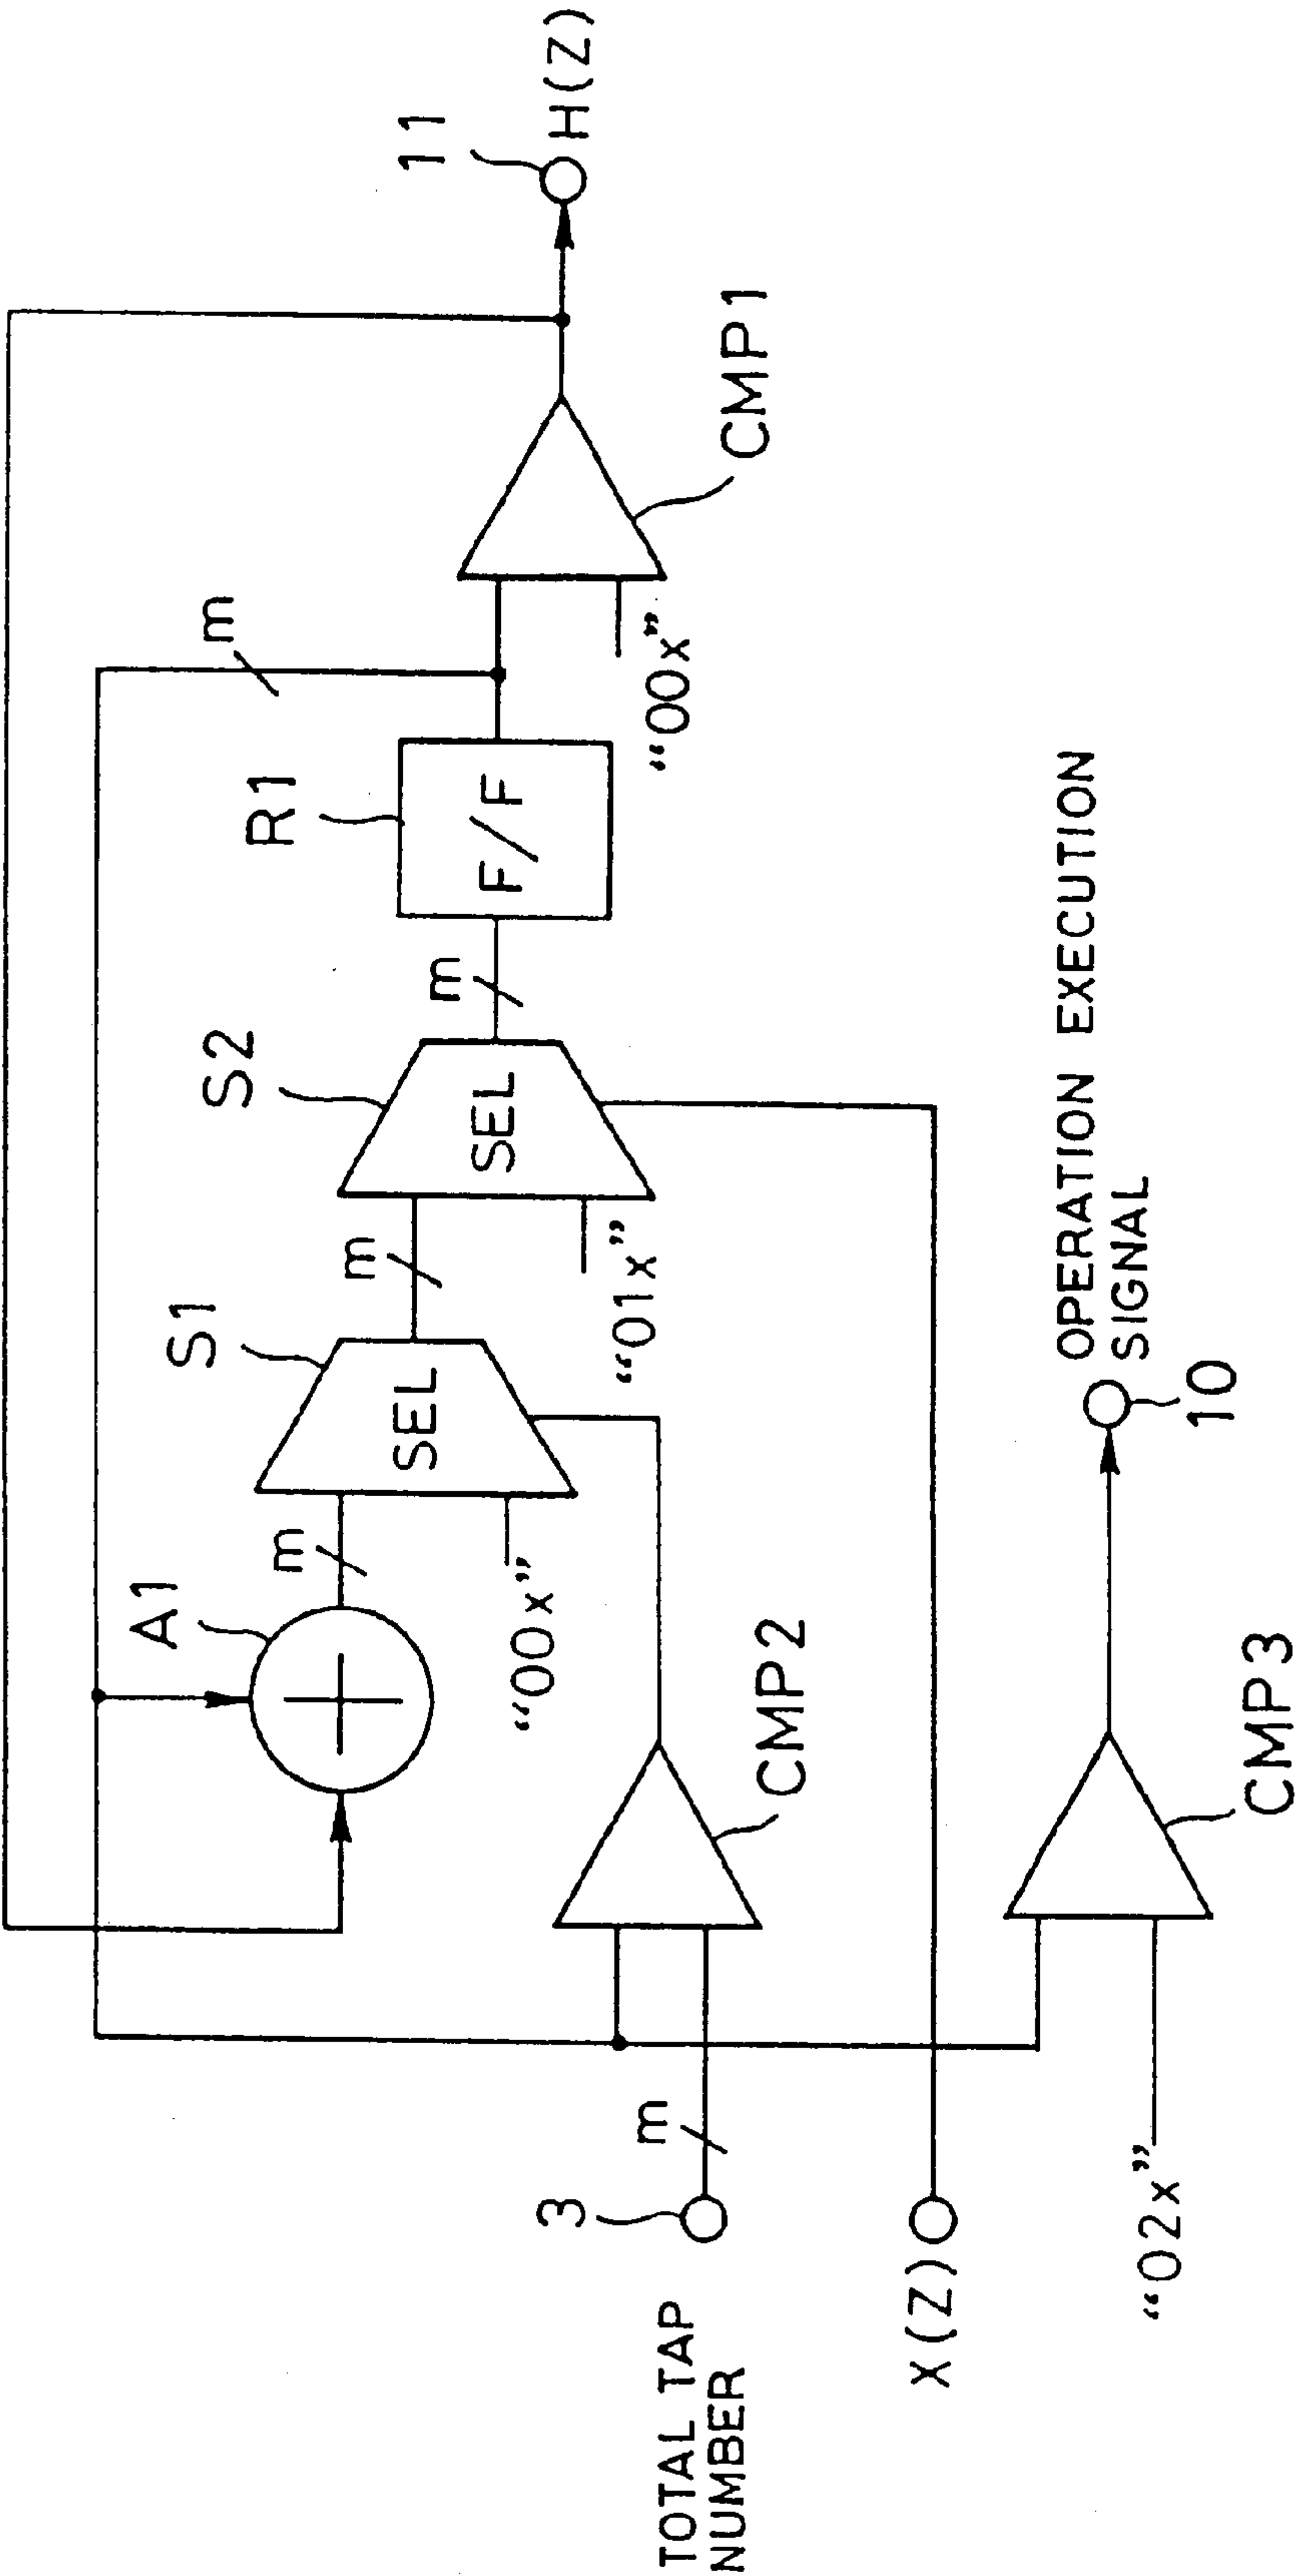 11
H(Z)
CMP1
m
"00x"
R1
F/F
m
S2
SEL
"01x"
m
S1
SEL
"00x"
m
A1
CMP2
m
3
TOTAL TAP
NUMBER
X(Z)
OPERATION EXECUTION
SIGNAL
10
CMP3
"02x"